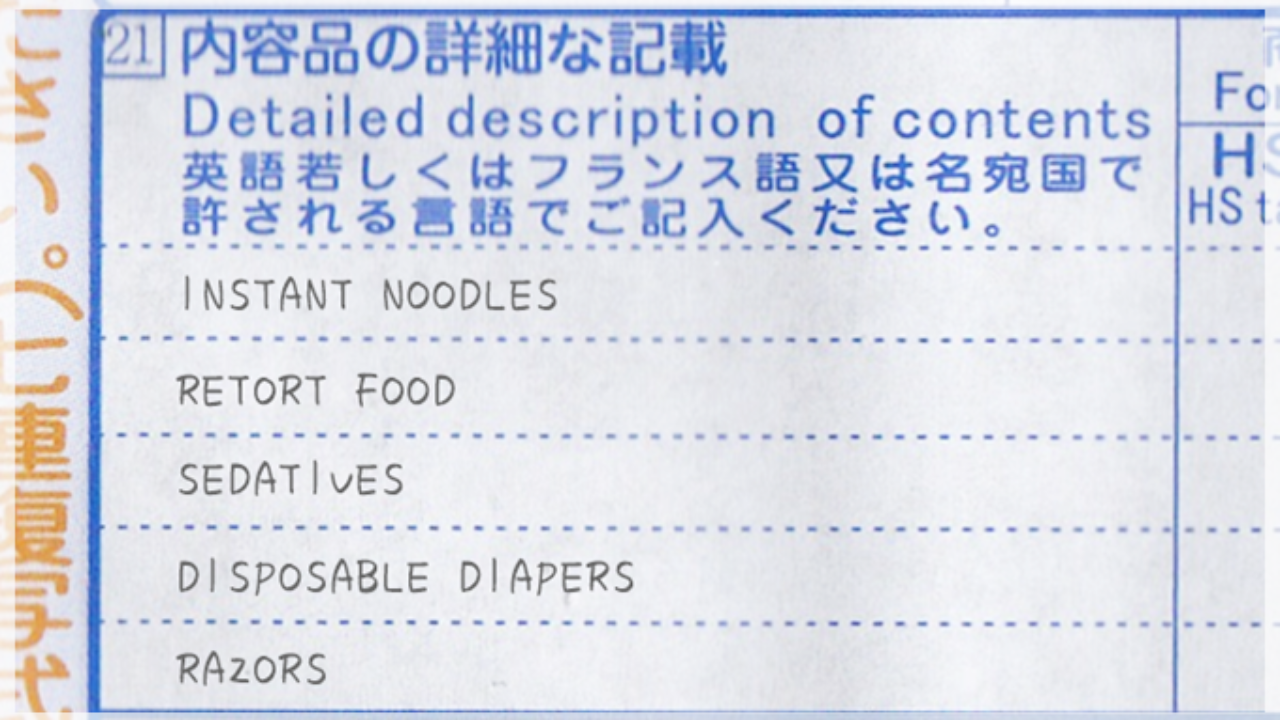 21 内容品の詳細な記載
Detailed description of contents
英語若しくはフランス語又は名宛国で
許される言語でご記入ください。
INSTANT NOODLES
RETORT FOOD
SEDATIVES
DISPOSABLE DIAPERS
RAZORS
HS